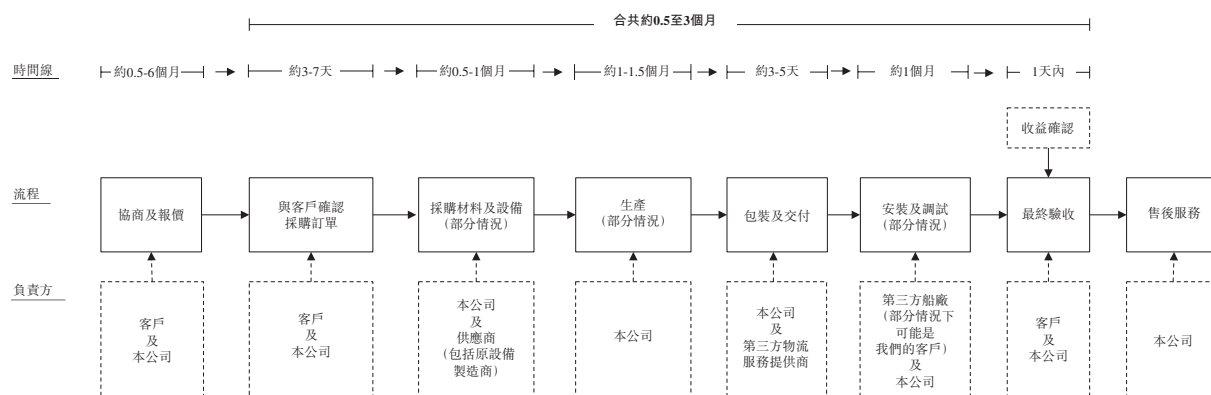 合共約0.5至3個月
時間線
約0.5-6個月
約3-7天
約0.5-1個月
約1-1.5個月
約3-5天
約1個月
1天內
收益確認
流程
協商及報價
與客戶確認
採購訂單
採購材料及設備
(部分情況)
生產
(部分情況)
包裝及交付
安裝及調試
(部分情況)
最終驗收
售後服務
負責方
客戶
及
本公司
客戶
及
本公司
本公司
及
供應商
(包括原設備
製造商)
本公司
本公司
及
第三方物流
服務提供商
第三方船廠
(部分情況下
可能是
我們的客戶)
及
本公司
客戶
及
本公司
本公司